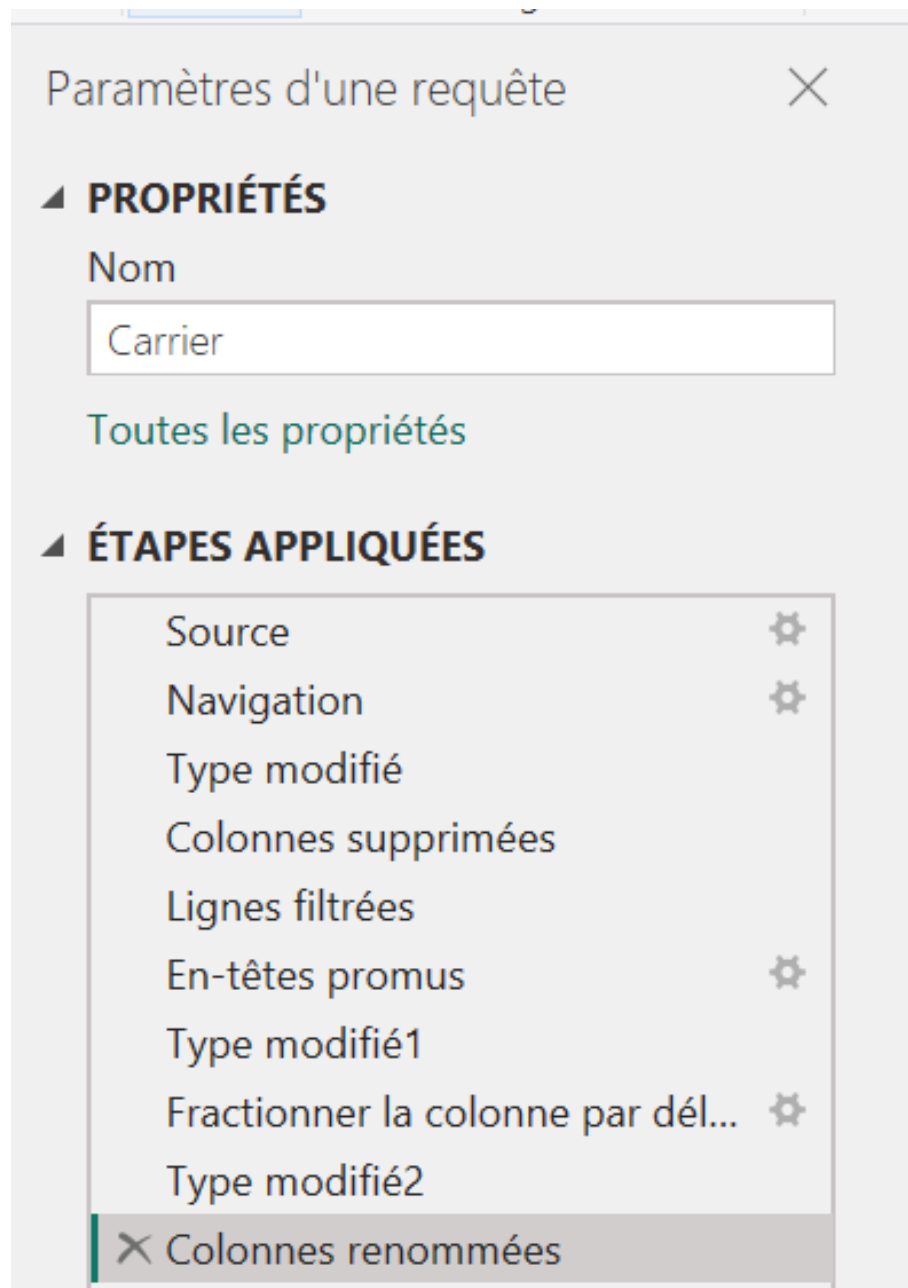 Paramètres d'une requête
PROPRIÉTÉS
Nom
Carrier
Toutes les propriétés
ÉTAPES APPLIQUÉES
Source
Navigation
Type modifié
Colonnes supprimées
Lignes filtrées
En-têtes promus
Type modifié1
Fractionner la colonne par dél...
Type modifié2
Colonnes renommées